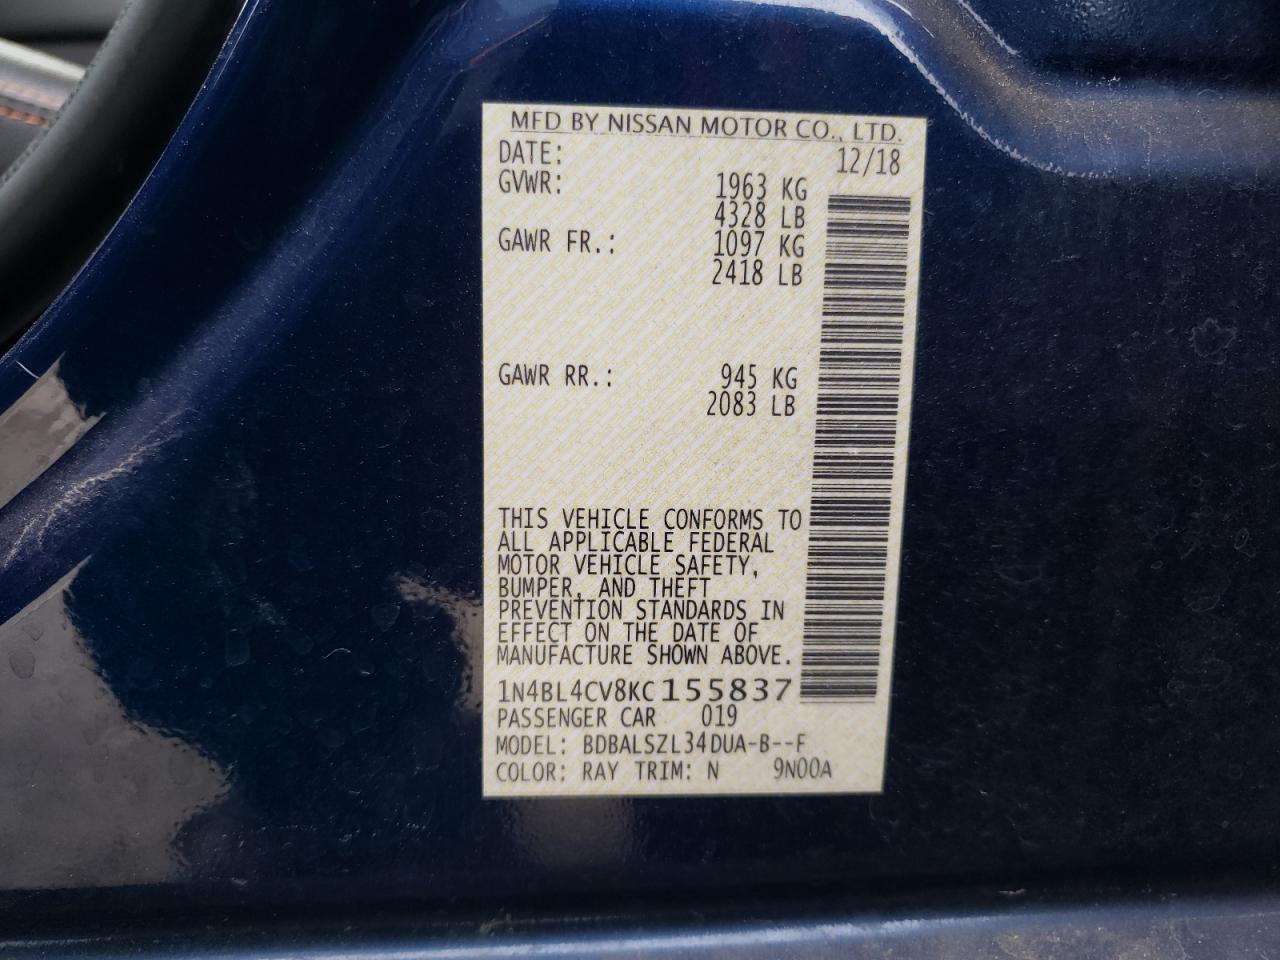 MFD BY NISSAN MOTOR CO., LTD.
DATE: 12/18
GVWR: 1963 KG
4328 LB
GAWR FR.: 1097 KG
2418 LB
GAWR RR.: 945 KG
2083 LB
THIS VEHICLE CONFORMS TO
ALL APPLICABLE FEDERAL
MOTOR VEHICLE SAFETY,
BUMPER, AND THEFT
PREVENTION STANDARDS IN
EFFECT ON THE DATE OF
MANUFACTURE SHOWN ABOVE.
1N4BL4CV8KC155837
PASSENGER CAR 019
MODEL: BDBALSZL34DUA-B--F
COLOR: RAY TRIM: N 9N00A